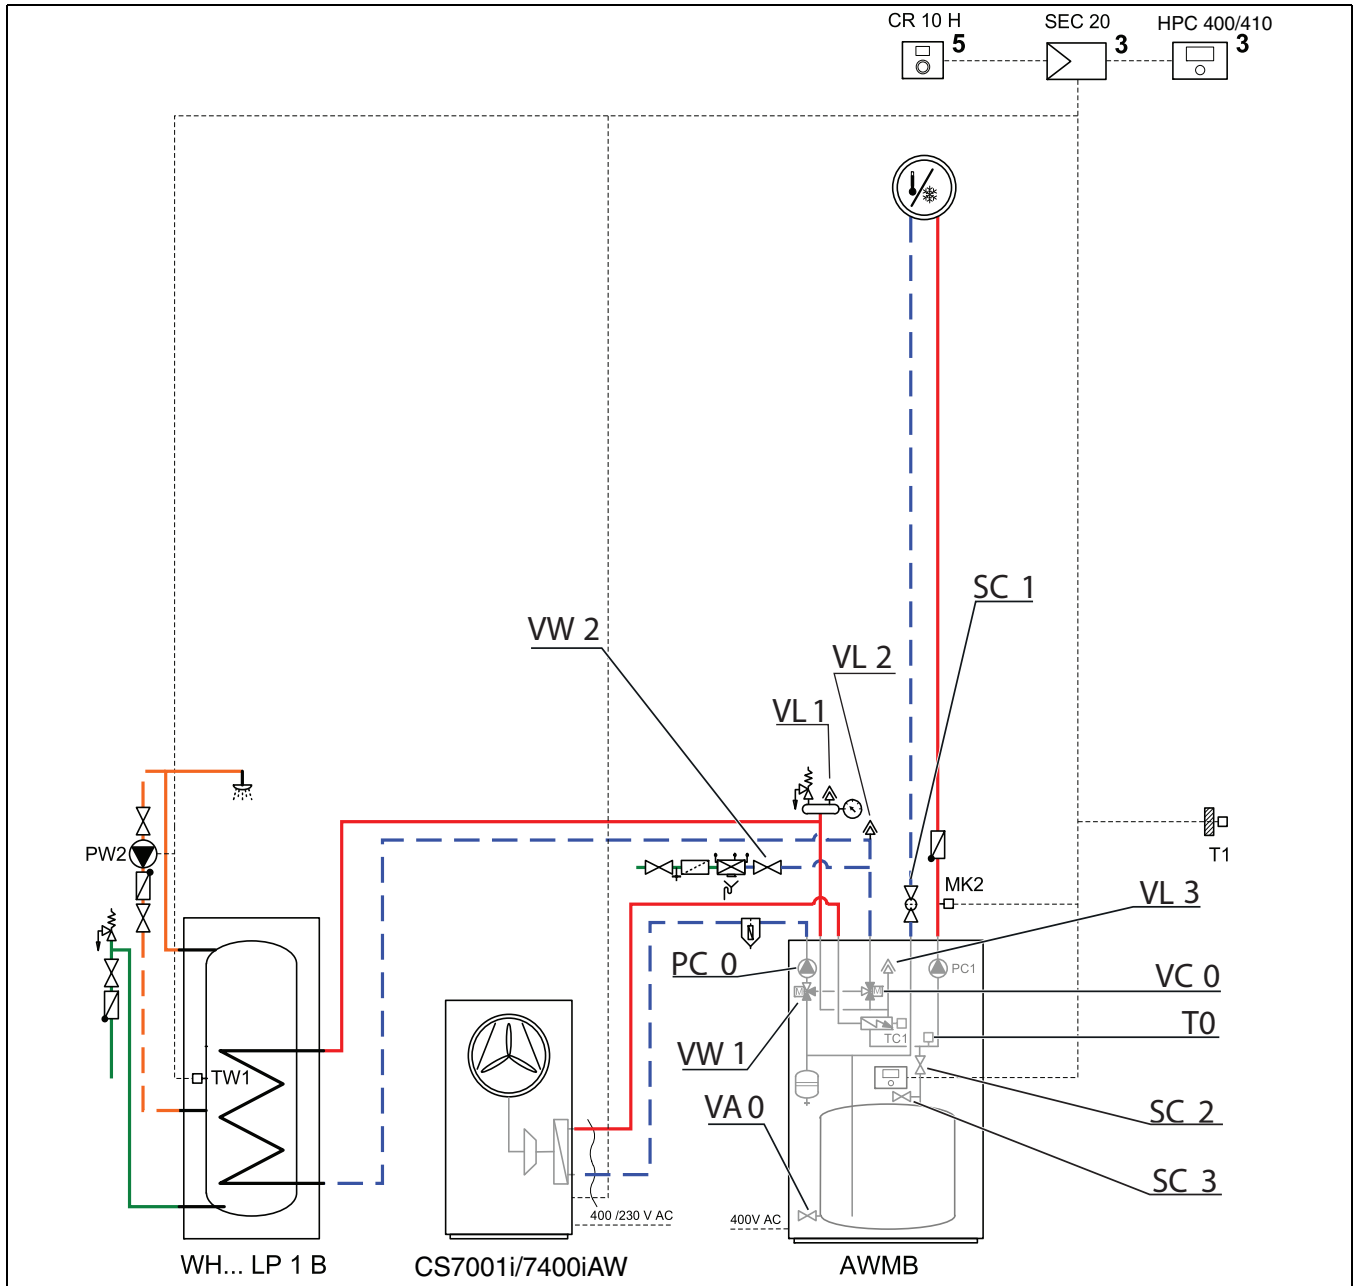 CR 10 H
SEC 20
HPC 400/410
5
3
3
SC 1
VW 2
VL 2
VL 1
PW2
T1
MK2
VL 3
PC 0
PC1
VC 0
T0
TC1
VW 1
M
M
TW1
VA 0
SC 2
SC 3
400 /230 V AC
400V AC
WH... LP 1 B
CS7001i/7400iAW
AWMB